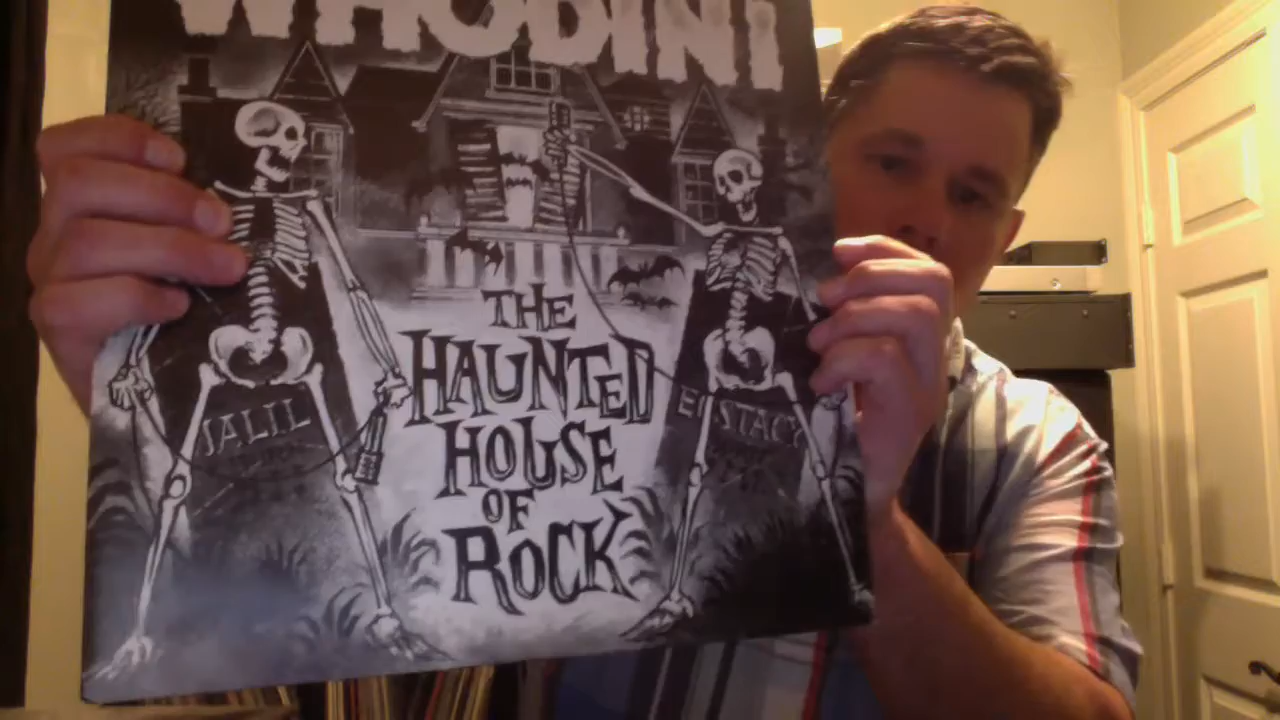 WHODINI
THE
HAUNTED
HOUSE
OF
ROCK
JALIL
ECSTACY